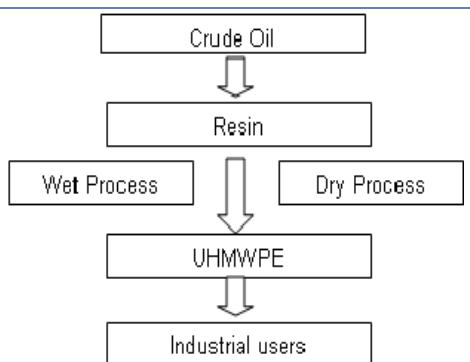 Crude Oil
Resin
Wet Process
Dry Process
UHMWPE
Industrial users